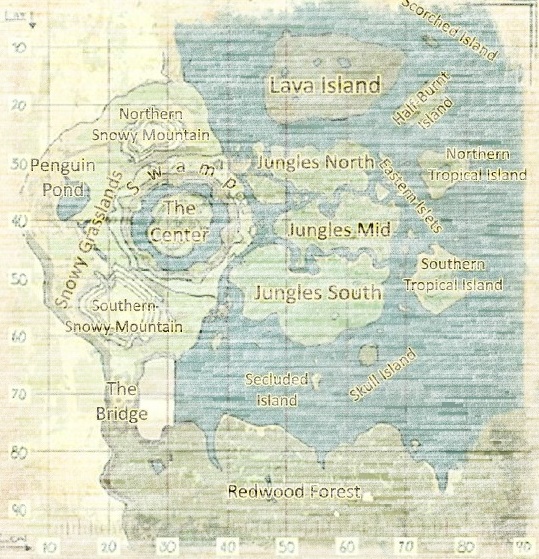 Lat
Scorched Island
10
Lava Island
Half-Burnt
Island
20
Northern
Snowy Mountain
30
Penguin
Pond
Swamps
Jungles North
Northern
Tropical Island
Eastern Islets
Snowy Grasslands
The
Center
40
Jungles Mid
50
Jungles South
Southern
Tropical Island
Southern
Snowy Mountain
60
Skull Island
70
The
Bridge
Secluded
Island
80
Redwood Forest
90
10 20 30 40 50 60 70 80 90